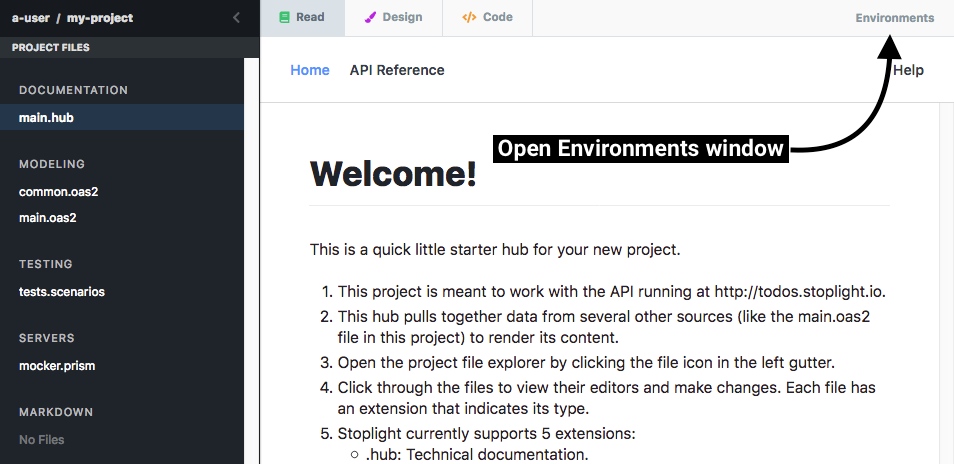 a-user / my-project
PROJECT FILES
DOCUMENTATION
main.hub
MODELING
common.oas2
main.oas2
TESTING
tests.scenarios
SERVERS
mocker.prism
MARKDOWN
No Files
Read
Design
Code
Environments
Home
API Reference
Help
Open Environments window
Welcome!
This is a quick little starter hub for your new project.
1. This project is meant to work with the API running at http://todos.stoplight.io.
2. This hub pulls together data from several other sources (like the main.oas2
file in this project) to render its content.
3. Open the project file explorer by clicking the file icon in the left gutter.
4. Click through the files to view their editors and make changes. Each file has
an extension that indicates its type.
5. Stoplight currently supports 5 extensions:
○ .hub: Technical documentation.